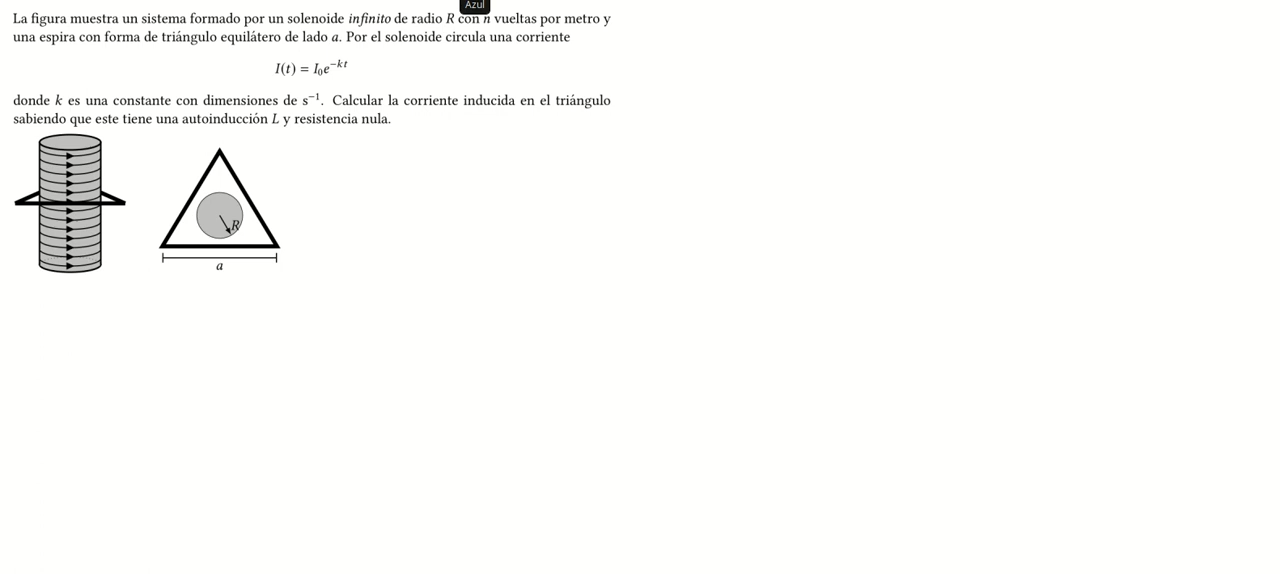 Azul
La figura muestra un sistema formado por un solenoide infinito de radio R con n vueltas por metro y
una espira con forma de triángulo equilátero de lado a. Por el solenoide circula una corriente
I(t) = I₀e⁻ᵏᵗ
donde k es una constante con dimensiones de s⁻¹. Calcular la corriente inducida en el triángulo
sabiendo que este tiene una autoinducción L y resistencia nula.
R
a